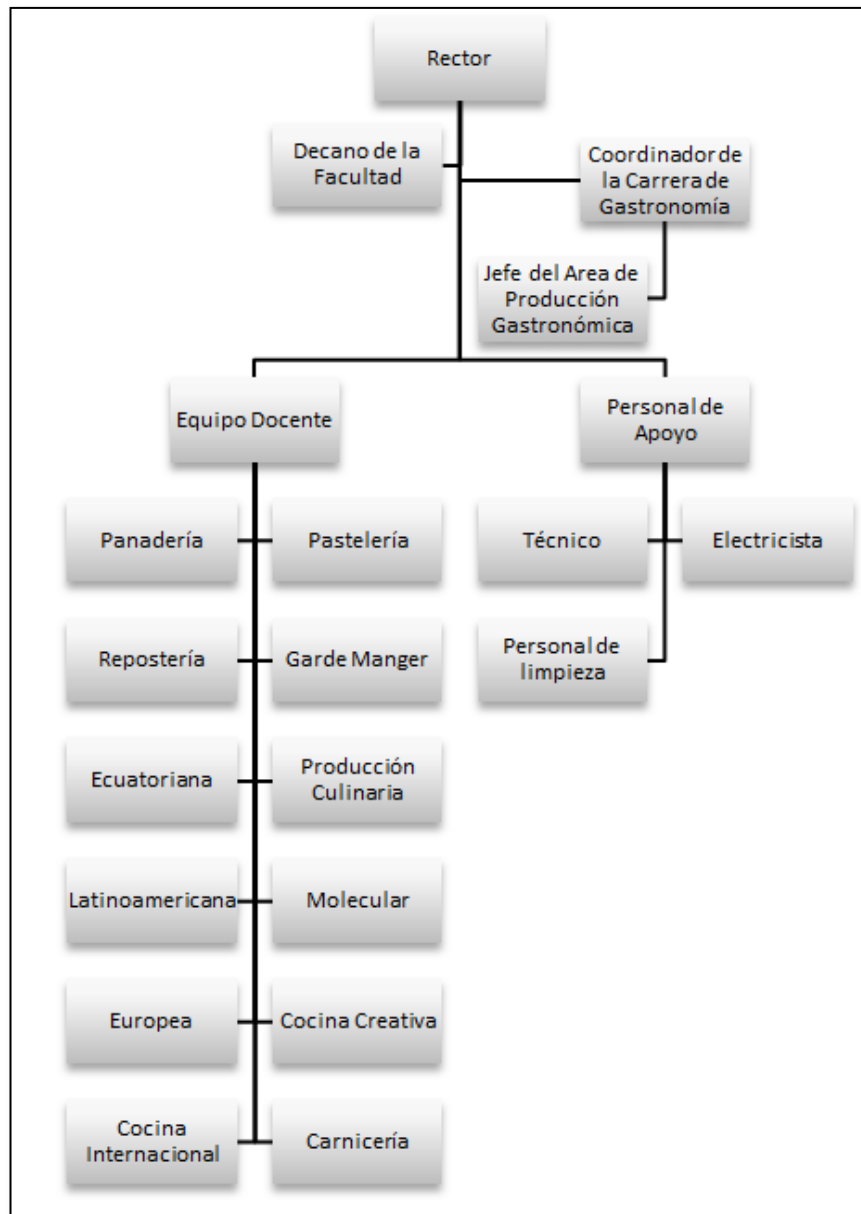 Rector
Decano de la
Facultad
Coordinador de
la Carrera de
Gastronomía
Jefe del Area de
Producción
Gastronómica
Equipo Docente
Personal de
Apoyo
Panadería
Pastelería
Técnico
Electricista
Repostería
Garde Manger
Personal de
limpieza
Ecuatoriana
Producción
Culinaria
Latinoamericana
Molecular
Europea
Cocina Creativa
Cocina
Internacional
Carnicería